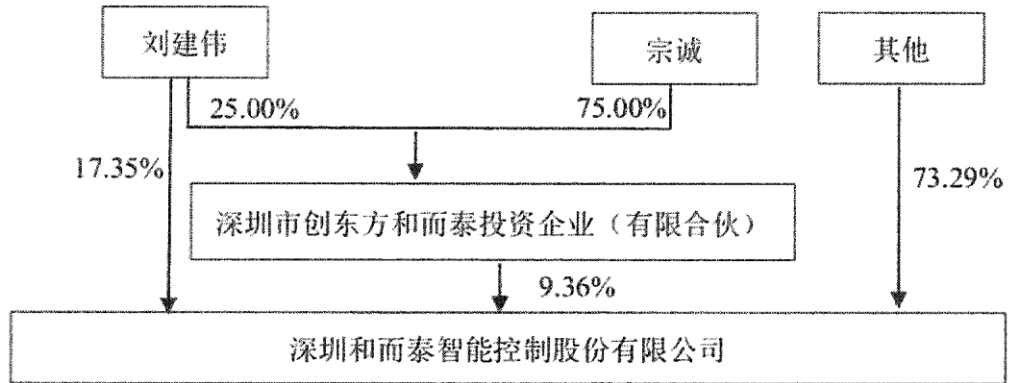 刘建伟
宗诚
其他
25.00%
75.00%
17.35%
73.29%
深圳市创东方和而泰投资企业（有限合伙）
9.36%
深圳和而泰智能控制股份有限公司